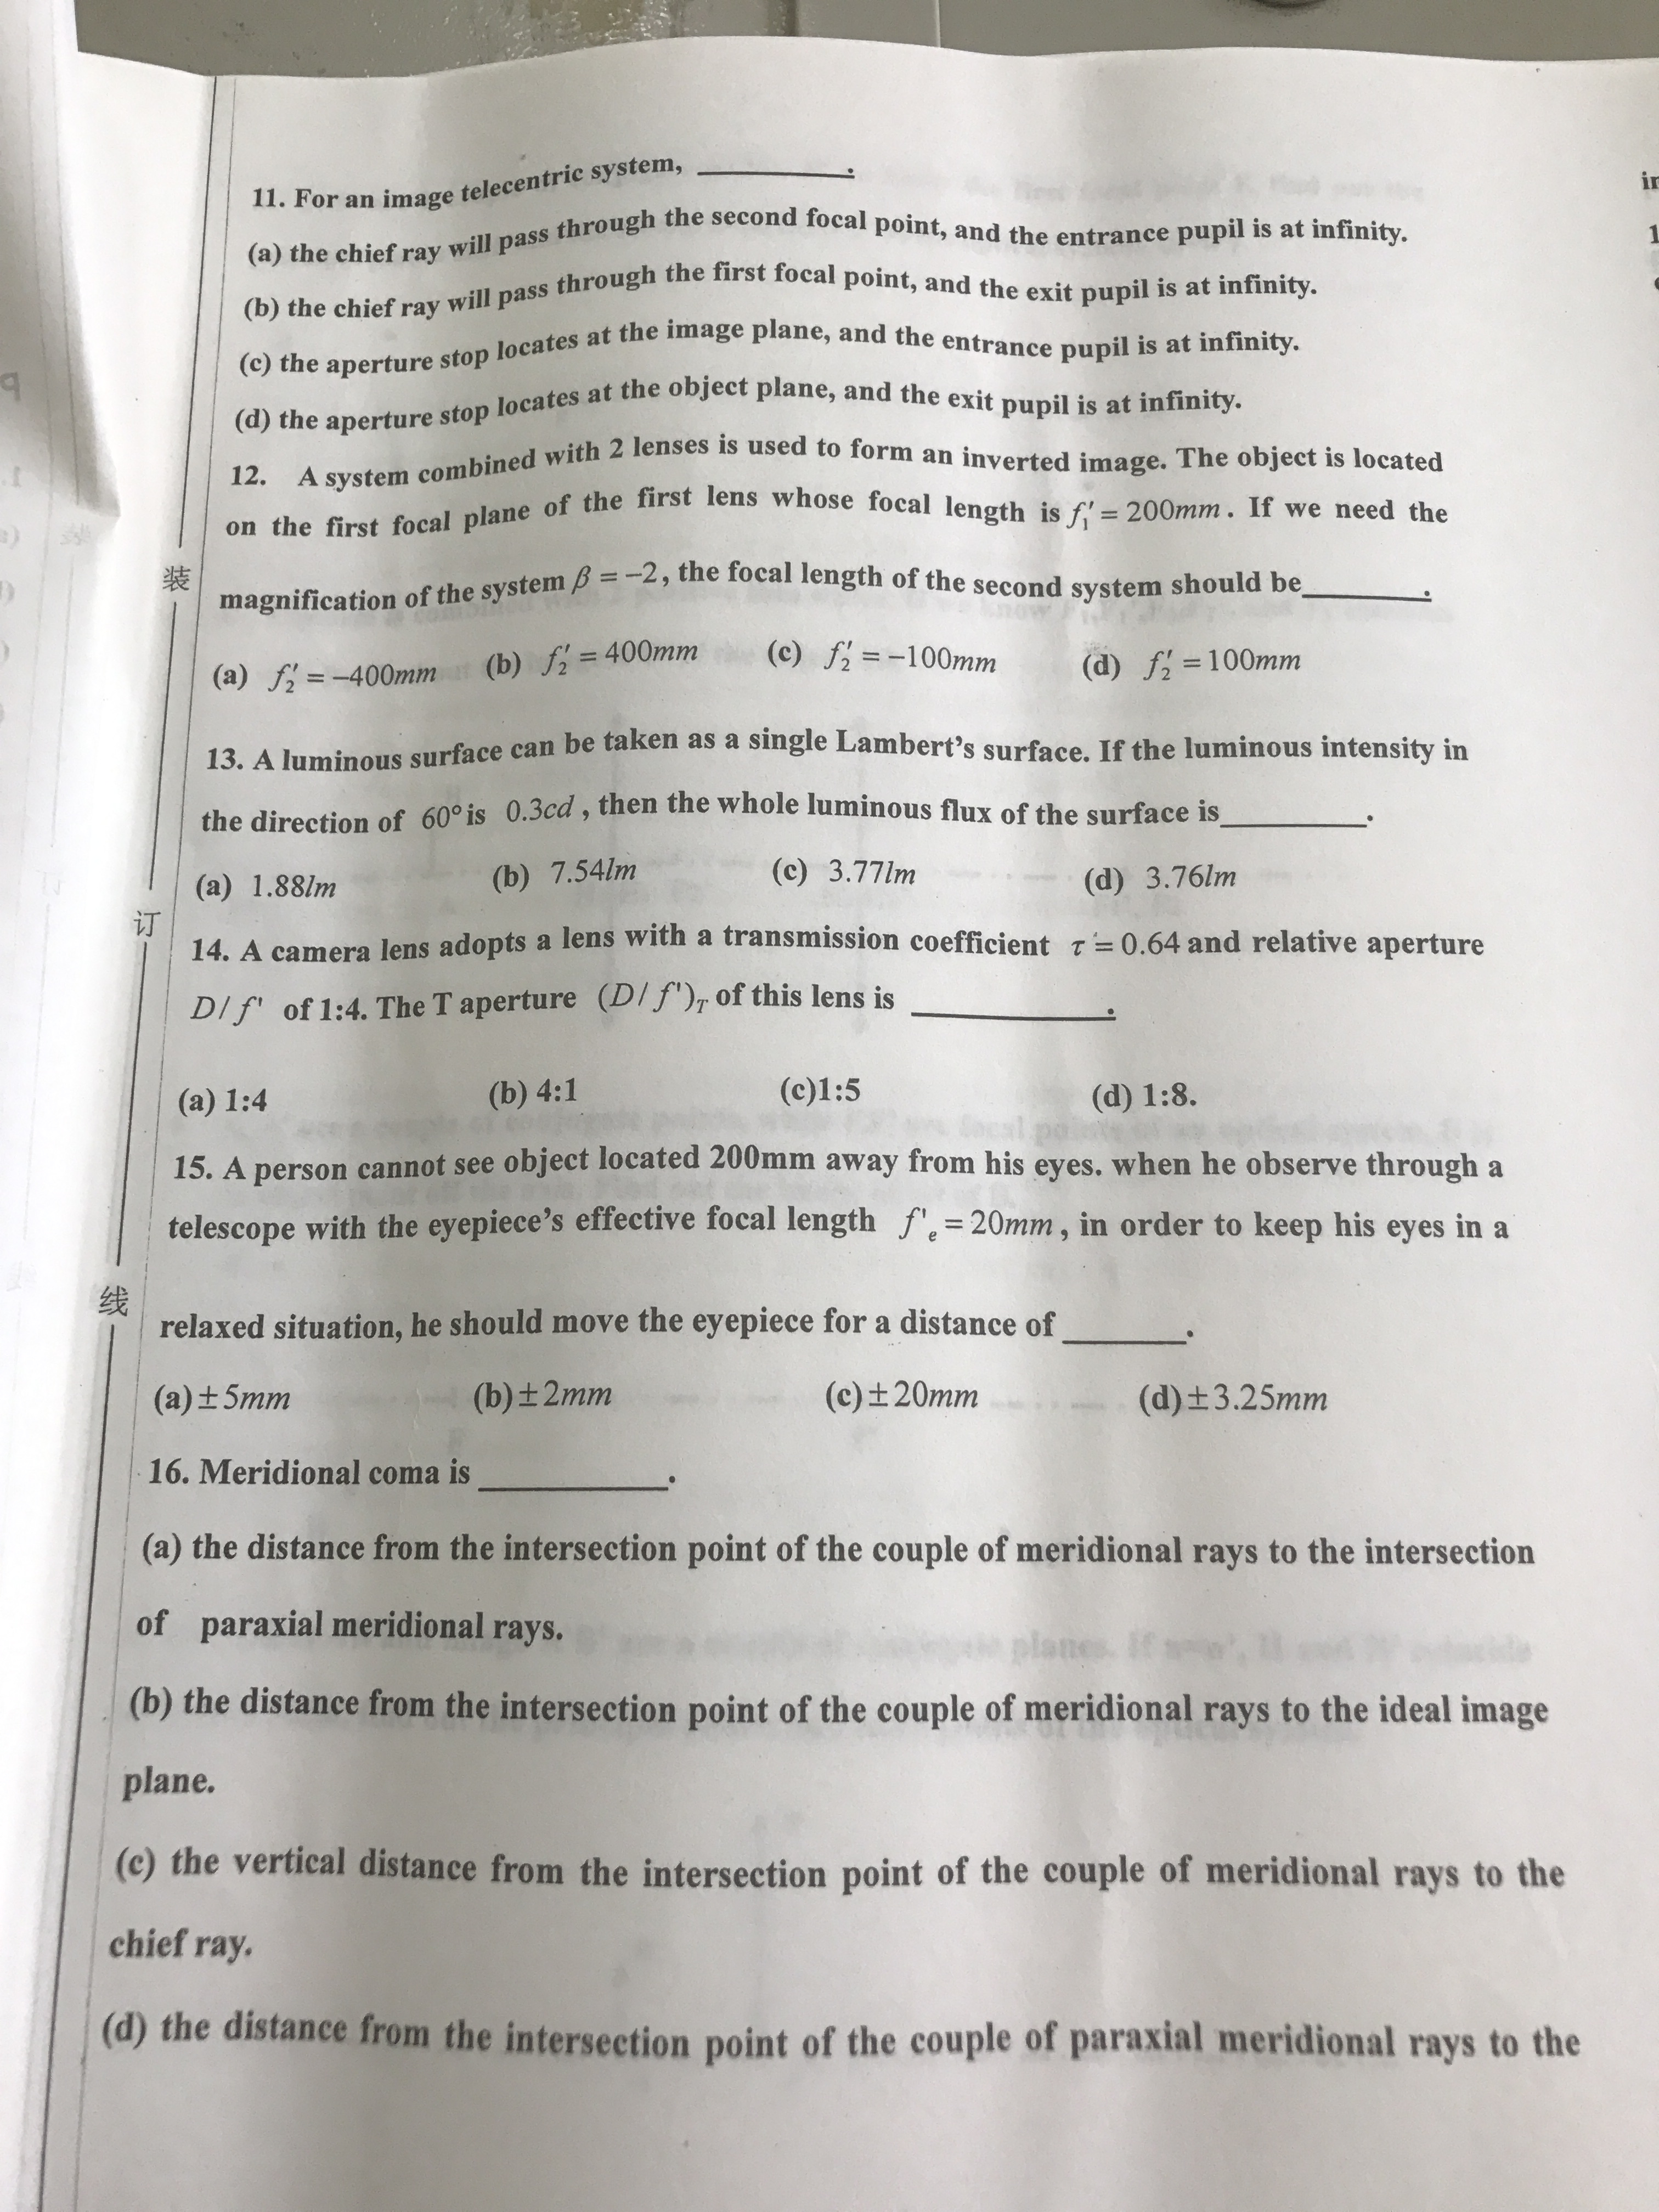 11. For an image telecentric system, ________.
(a) the chief ray will pass through the second focal point, and the entrance pupil is at infinity.
(b) the chief ray will pass through the first focal point, and the exit pupil is at infinity.
(c) the aperture stop locates at the image plane, and the entrance pupil is at infinity.
(d) the aperture stop locates at the object plane, and the exit pupil is at infinity.
12. A system combined with 2 lenses is used to form an inverted image. The object is located
on the first focal plane of the first lens whose focal length is f₁′ = 200mm. If we need the
magnification of the system β = −2, the focal length of the second system should be________.
(a) f₂′ = −400mm (b) f₂′ = 400mm (c) f₂′ = −100mm (d) f₂′ = 100mm
13. A luminous surface can be taken as a single Lambert's surface. If the luminous intensity in
the direction of 60° is 0.3cd, then the whole luminous flux of the surface is________.
(a) 1.88lm (b) 7.54lm (c) 3.77lm (d) 3.76lm
14. A camera lens adopts a lens with a transmission coefficient τ = 0.64 and relative aperture
D/f' of 1:4. The T aperture (D/f')_T of this lens is ________.
(a) 1:4 (b) 4:1 (c)1:5 (d) 1:8.
15. A person cannot see object located 200mm away from his eyes. when he observe through a
telescope with the eyepiece's effective focal length f'ₑ = 20mm, in order to keep his eyes in a
relaxed situation, he should move the eyepiece for a distance of ________.
(a)±5mm (b)±2mm (c)±20mm (d)±3.25mm
16. Meridional coma is ________.
(a) the distance from the intersection point of the couple of meridional rays to the intersection
of paraxial meridional rays.
(b) the distance from the intersection point of the couple of meridional rays to the ideal image
plane.
(c) the vertical distance from the intersection point of the couple of meridional rays to the
chief ray.
(d) the distance from the intersection point of the couple of paraxial meridional rays to the
装
订
线